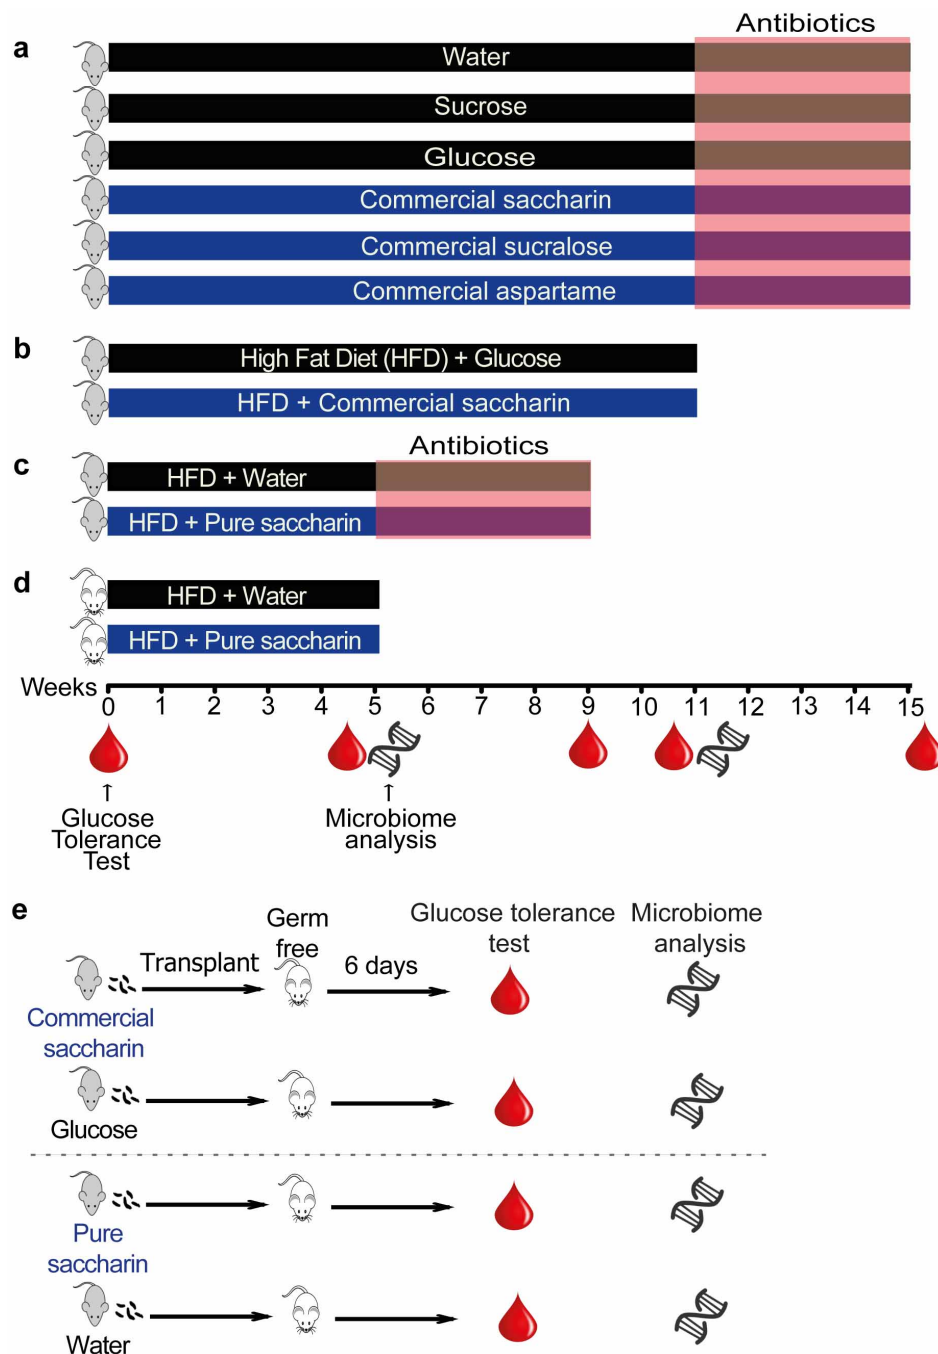 Antibiotics
a
Water
Sucrose
Glucose
Commercial saccharin
Commercial sucralose
Commercial aspartame
b
High Fat Diet (HFD) + Glucose
HFD + Commercial saccharin
Antibiotics
c
HFD + Water
HFD + Pure saccharin
d
HFD + Water
HFD + Pure saccharin
Weeks 0 1 2 3 4 5 6 7 8 9 10 11 12 13 14 15
Glucose
Tolerance
Test
Microbiome
analysis
e
Germ
free
Glucose tolerance
test
Microbiome
analysis
Transplant
6 days
Commercial
saccharin
Glucose
Pure
saccharin
Water